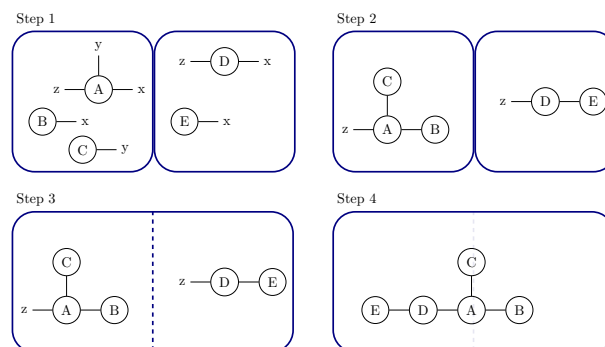 Step 1
y
z A x
B x
C y
z D x
E x
Step 2
C
z A B
z D E
Step 3
C
z A B
z D E
Step 4
C
E D A B